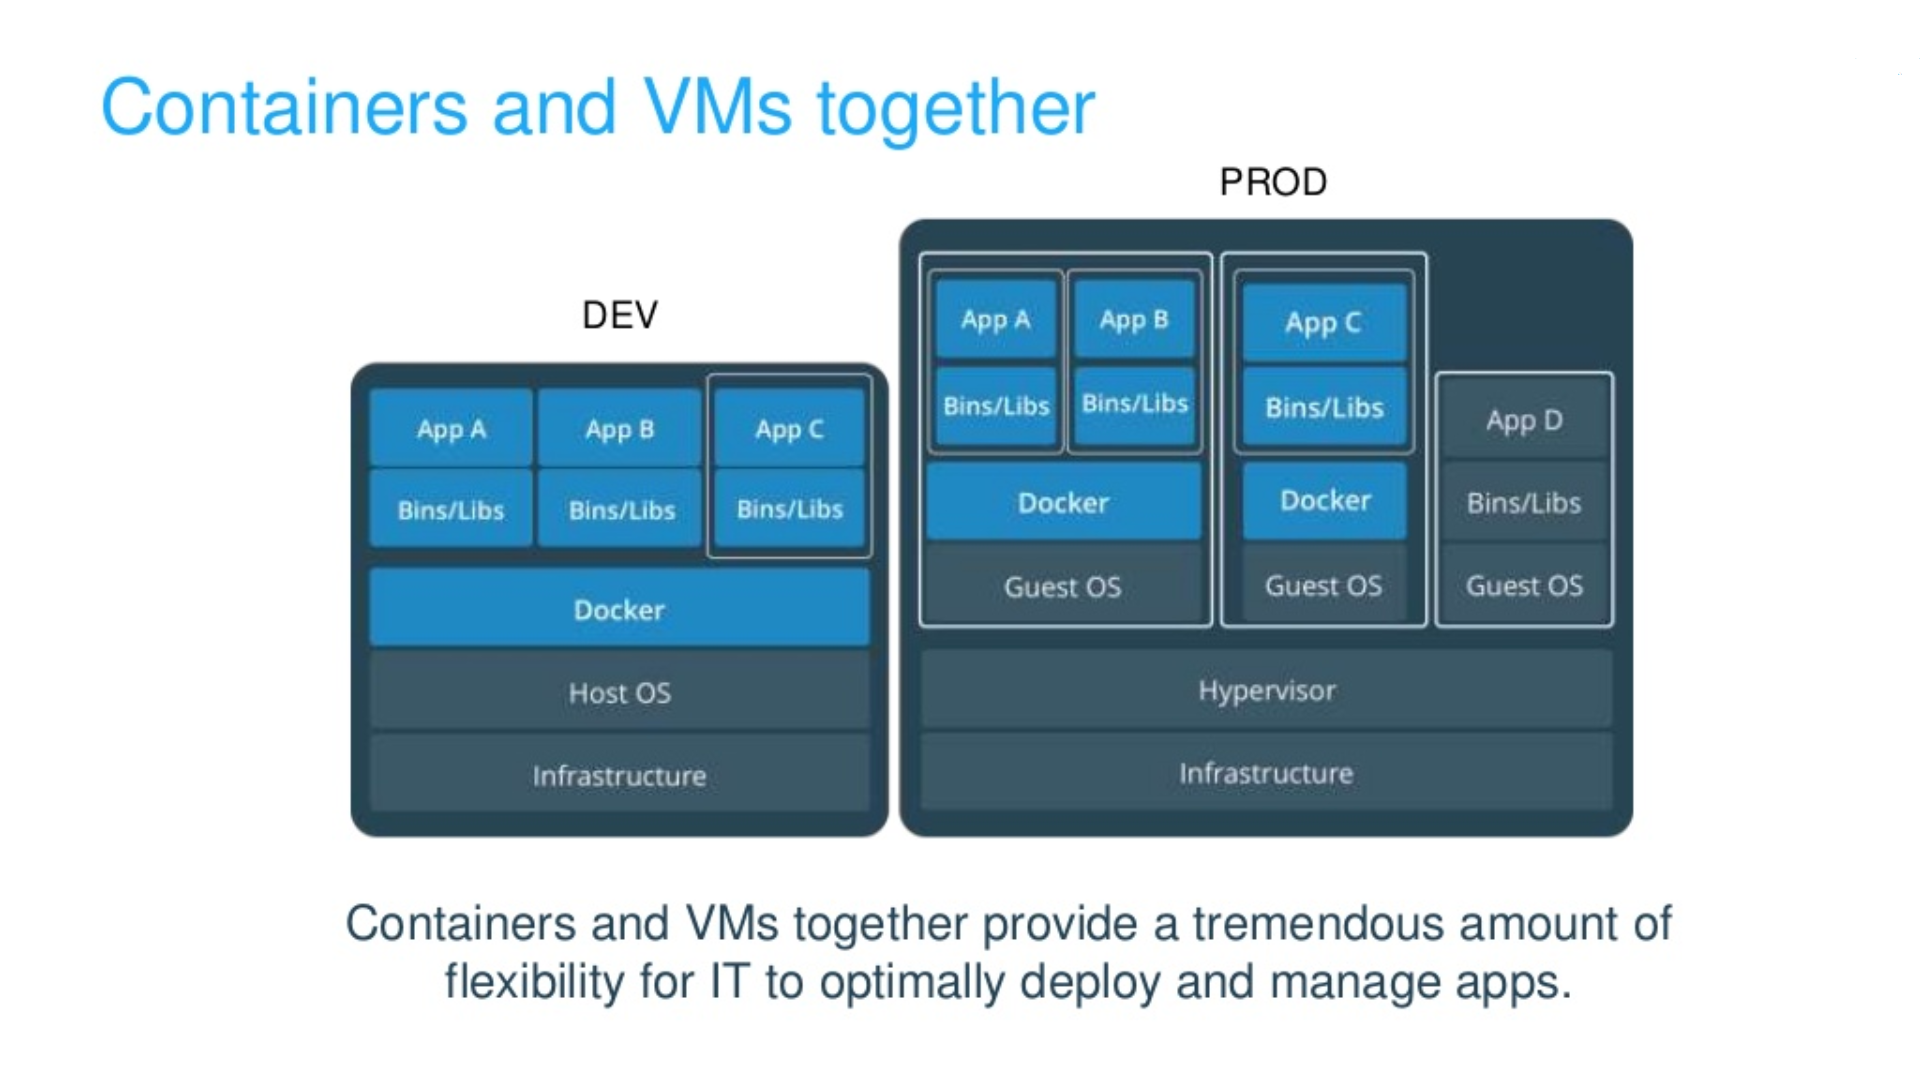 Containers and VMs together
DEV
App A
App B
App C
Bins/Libs
Bins/Libs
Bins/Libs
Docker
Host OS
Infrastructure
PROD
App A
App B
Bins/Libs
Bins/Libs
Docker
Guest OS
App C
Bins/Libs
Docker
Guest OS
App D
Bins/Libs
Guest OS
Hypervisor
Infrastructure
Containers and VMs together provide a tremendous amount of
flexibility for IT to optimally deploy and manage apps.